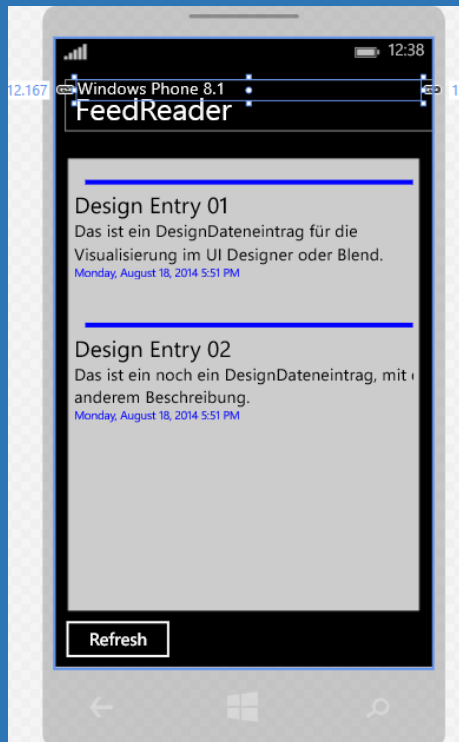 12:38
12.167
Windows Phone 8.1
FeedReader
Design Entry 01
Das ist ein DesignDateneintrag für die
Visualisierung im UI Designer oder Blend.
Monday, August 18, 2014 5:51 PM
Design Entry 02
Das ist ein noch ein DesignDateneintrag, mit
anderem Beschreibung.
Monday, August 18, 2014 5:51 PM
Refresh